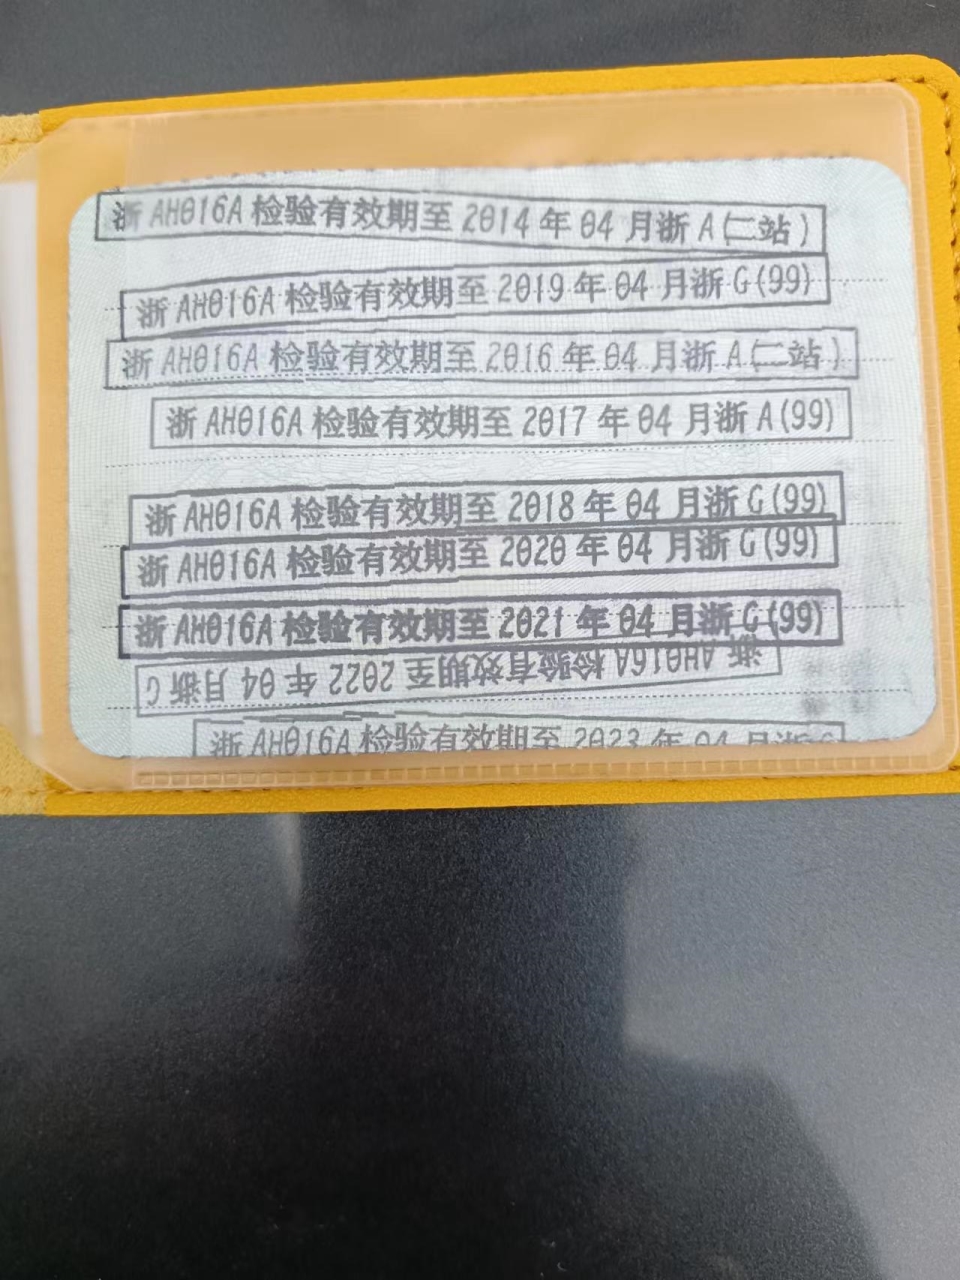 浙 AH016A 检验有效期至 2014 年 04 月浙 A (二站)
浙 AH016A 检验有效期至 2019 年 04 月浙 G (99)
浙 AH016A 检验有效期至 2016 年 04 月浙 A (二站)
浙 AH016A 检验有效期至 2017 年 04 月浙 A (99)
浙 AH016A 检验有效期至 2018 年 04 月浙 G (99)
浙 AH016A 检验有效期至 2020 年 04 月浙 G (99)
浙 AH016A 检验有效期至 2021 年 04 月浙 G (99)
浙 AH016A 检验有效期至 2022 年 04 月浙 G
浙 AH016A 检验有效期至 2023 年 04 月浙 G